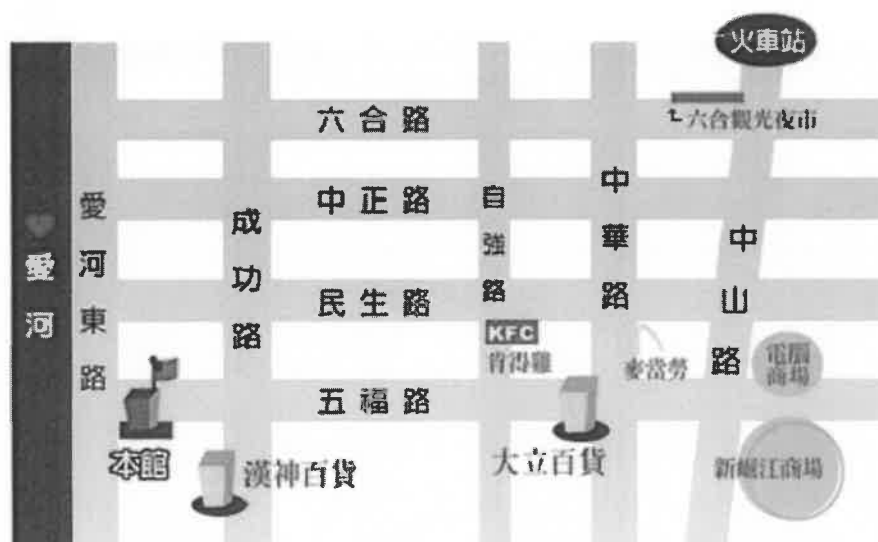 火車站
六合路
六合觀光夜市
愛河
愛河東路
成功路
中正路
自強路
中華路
中山路
民生路
KFC
肯得雞
麥當勞
電腦
商場
五福路
本館
漢神百貨
大立百貨
新崛江商場